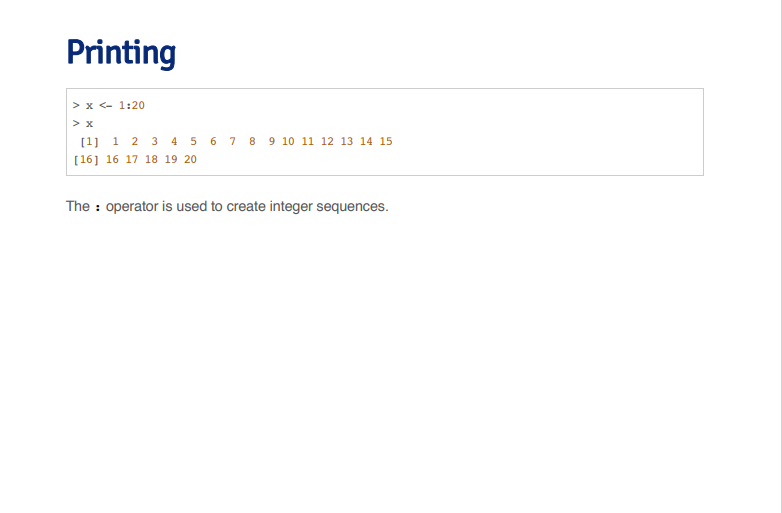 Printing
> x <- 1:20
> x
 [1]  1  2  3  4  5  6  7  8  9 10 11 12 13 14 15
[16] 16 17 18 19 20
The : operator is used to create integer sequences.